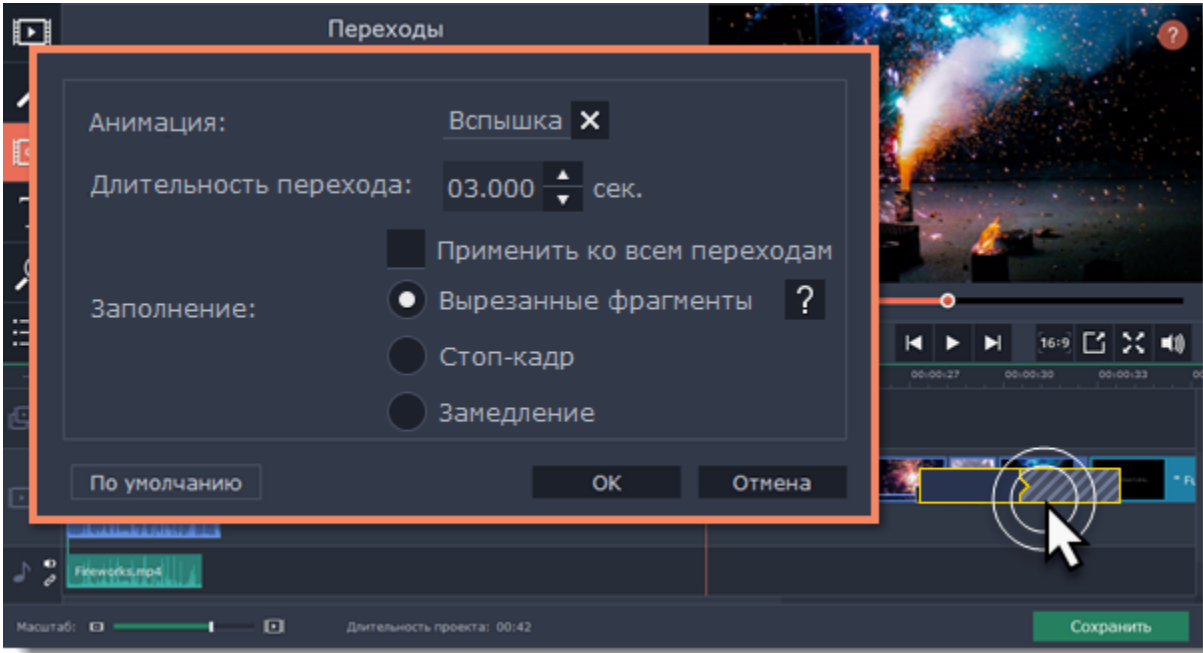 Переходы
?
Анимация: Вспышка
Длительность перехода: 03.000 сек.
Применить ко всем переходам
Заполнение: Вырезанные фрагменты ?
Стоп-кадр
Замедление
16:9
00:00:27 00:00:30 00:00:33
По умолчанию OK Отмена
Fireworks.mp4
Масштаб: Длительность проекта: 00:42 Сохранить